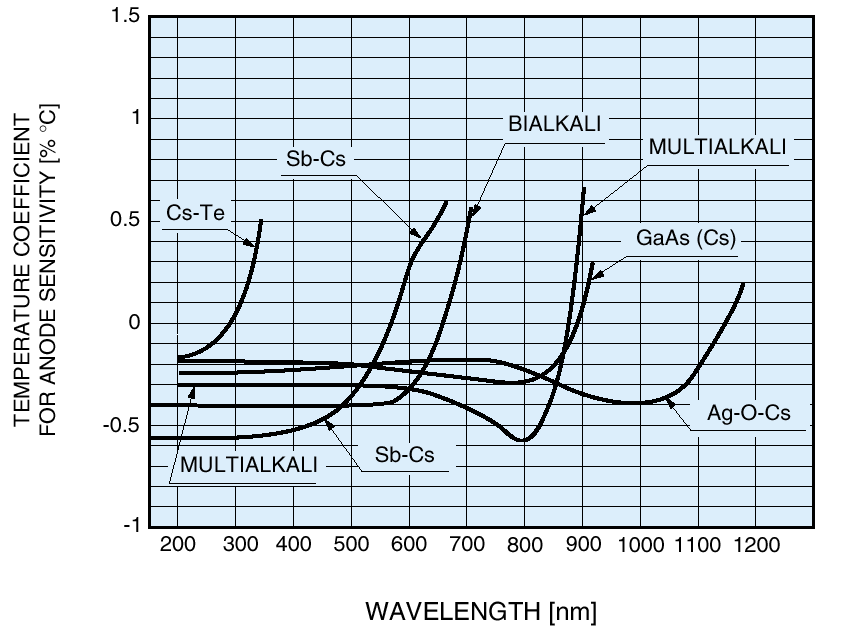 TEMPERATURE COEFFICIENT
FOR ANODE SENSITIVITY [% °C]
1.5
1
0.5
0
-0.5
-1
BIALKALI
Sb-Cs
MULTIALKALI
Cs-Te
GaAs (Cs)
Ag-O-Cs
Sb-Cs
MULTIALKALI
200 300 400 500 600 700 800 900 1000 1100 1200
WAVELENGTH [nm]